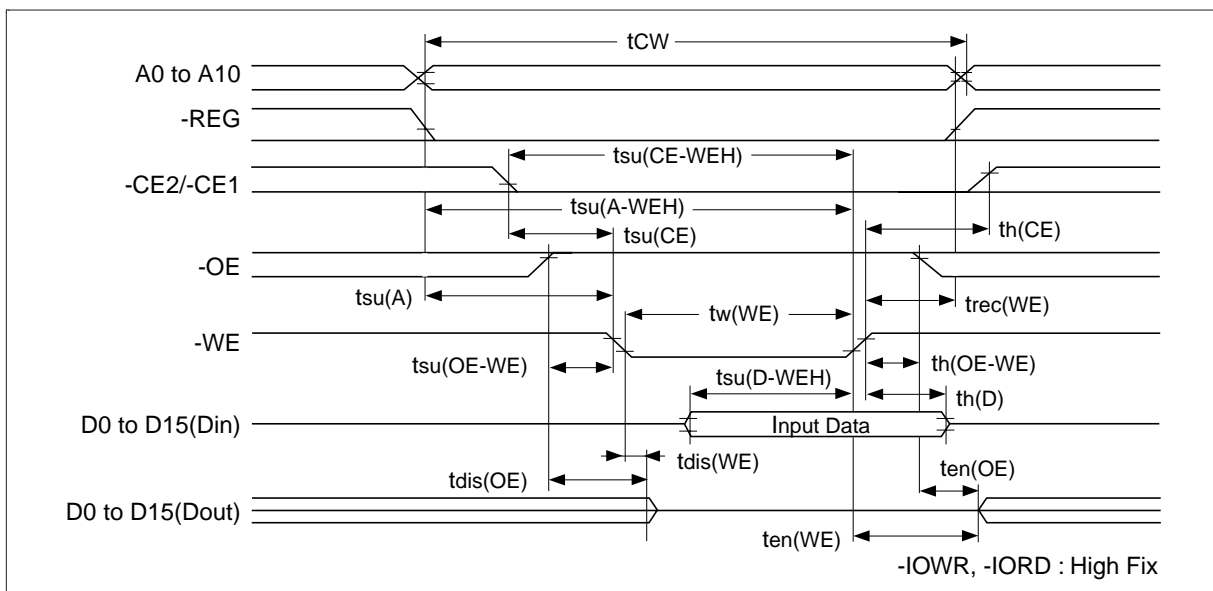 tCW
A0 to A10
-REG
tsu(CE-WEH)
-CE2/-CE1
tsu(A-WEH)
tsu(CE)
th(CE)
-OE
tsu(A)
trec(WE)
tw(WE)
-WE
tsu(OE-WE)
th(OE-WE)
tsu(D-WEH)
th(D)
D0 to D15(Din)
Input Data
tdis(WE)
ten(OE)
tdis(OE)
D0 to D15(Dout)
ten(WE)
-IOWR, -IORD : High Fix